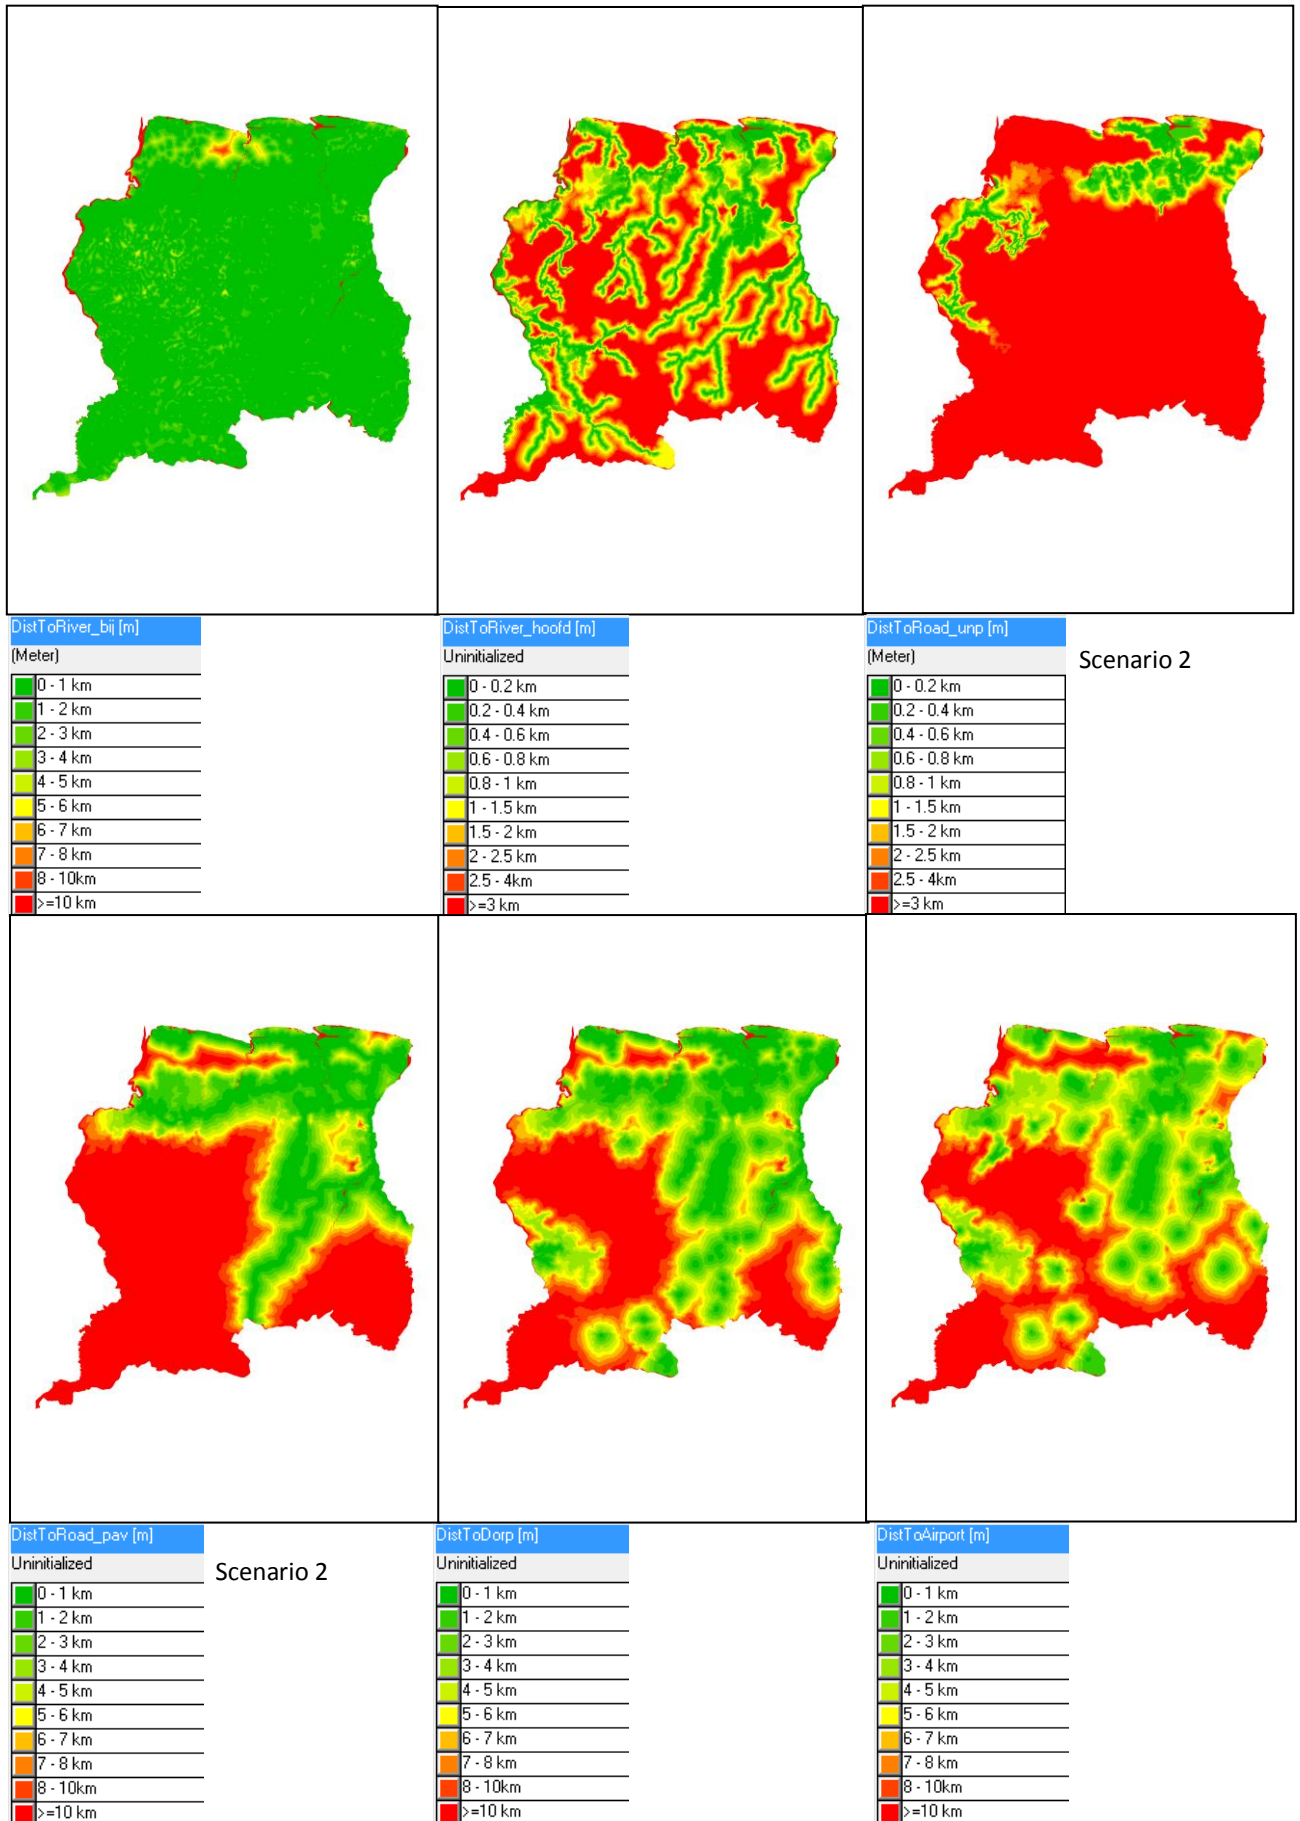 DistToRiver_bij [m]
(Meter)
0 - 1 km
1 - 2 km
2 - 3 km
3 - 4 km
4 - 5 km
5 - 6 km
6 - 7 km
7 - 8 km
8 - 10km
>=10 km
DistToRiver_hoofd [m]
Uninitialized
0 - 0.2 km
0.2 - 0.4 km
0.4 - 0.6 km
0.6 - 0.8 km
0.8 - 1 km
1 - 1.5 km
1.5 - 2 km
2 - 2.5 km
2.5 - 4km
>=3 km
DistToRoad_unp [m]
(Meter)
0 - 0.2 km
0.2 - 0.4 km
0.4 - 0.6 km
0.6 - 0.8 km
0.8 - 1 km
1 - 1.5 km
1.5 - 2 km
2 - 2.5 km
2.5 - 4km
>=3 km
Scenario 2
DistToRoad_pav [m]
Uninitialized
0 - 1 km
1 - 2 km
2 - 3 km
3 - 4 km
4 - 5 km
5 - 6 km
6 - 7 km
7 - 8 km
8 - 10km
>=10 km
Scenario 2
DistToDorp [m]
Uninitialized
0 - 1 km
1 - 2 km
2 - 3 km
3 - 4 km
4 - 5 km
5 - 6 km
6 - 7 km
7 - 8 km
8 - 10km
>=10 km
DistToAirport [m]
Uninitialized
0 - 1 km
1 - 2 km
2 - 3 km
3 - 4 km
4 - 5 km
5 - 6 km
6 - 7 km
7 - 8 km
8 - 10km
>=10 km